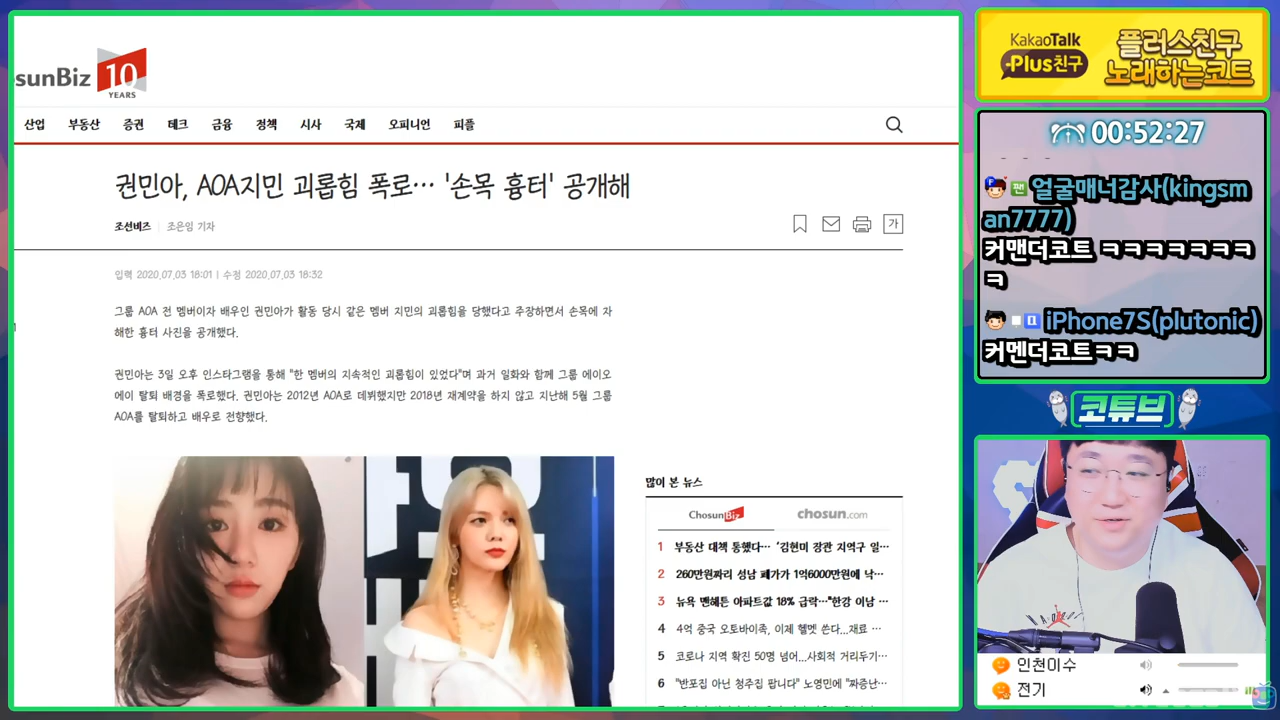 sunBiz 10
YEARS
산업 부동산 증권 테크 금융 정책 시사 국제 오피니언 피플
권민아, AOA지민 괴롭힘 폭로… '손목 흉터' 공개해
조선비즈 조은임 기자
가
입력 2020.07.03 18:01 | 수정 2020.07.03 18:32
그룹 AOA 전 멤버이자 배우인 권민아가 활동 당시 같은 멤버 지민의 괴롭힘을 당했다고 주장하면서 손목에 자
해한 흉터 사진을 공개했다.
권민아는 3일 오후 인스타그램을 통해 "한 멤버의 지속적인 괴롭힘이 있었다"며 과거 일화와 함께 그룹 에이오
에이 탈퇴 배경을 폭로했다. 권민아는 2012년 AOA로 데뷔했지만 2018년 재계약을 하지 않고 지난해 5월 그룹
AOA를 탈퇴하고 배우로 전향했다.
많이 본 뉴스
ChosunBiz chosun.com
1 부동산 대책 통했다… '김현미 장관 지역구 일…
2 260만원짜리 성남 폐가가 1억6000만원에 낙…
3 뉴욕 맨해튼 아파트값 18% 급락…"한강 이남 …
4 4억 중국 오토바이족, 이제 헬멧 쓴다...재료 …
5 코로나 지역 확진 50명 넘어...사회적 거리두기…
6 "반포집 아닌 청주집 팝니다" 노영민에 "짜증난…
KakaoTalk
Plus친구
플러스친구
노래하는코트
00:52:27
팬 얼굴매너감사(kingsm
an7777)
커맨더코트 ㅋㅋㅋㅋㅋㅋㅋ
ㅋ
iPhone7S(plutonic)
커멘더코트ㅋㅋ
코튜브
인천이수
전기